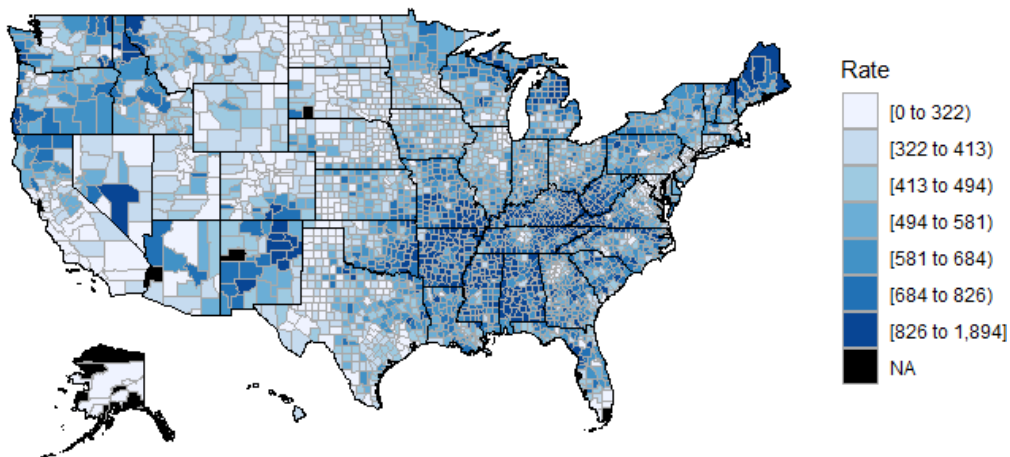 Rate
[0 to 322)
[322 to 413)
[413 to 494)
[494 to 581)
[581 to 684)
[684 to 826)
[826 to 1,894]
NA